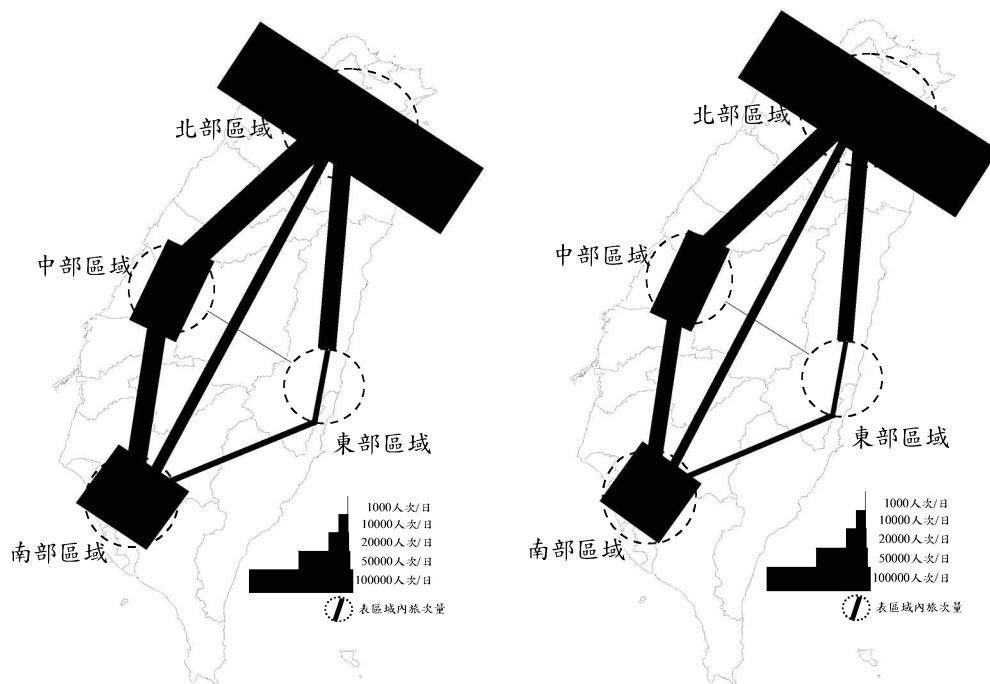 北部區域
中部區域
東部區域
南部區域
1000人次/日
10000人次/日
20000人次/日
50000人次/日
100000人次/日
表區域內旅次量
北部區域
中部區域
東部區域
南部區域
1000人次/日
10000人次/日
20000人次/日
50000人次/日
100000人次/日
表區域內旅次量